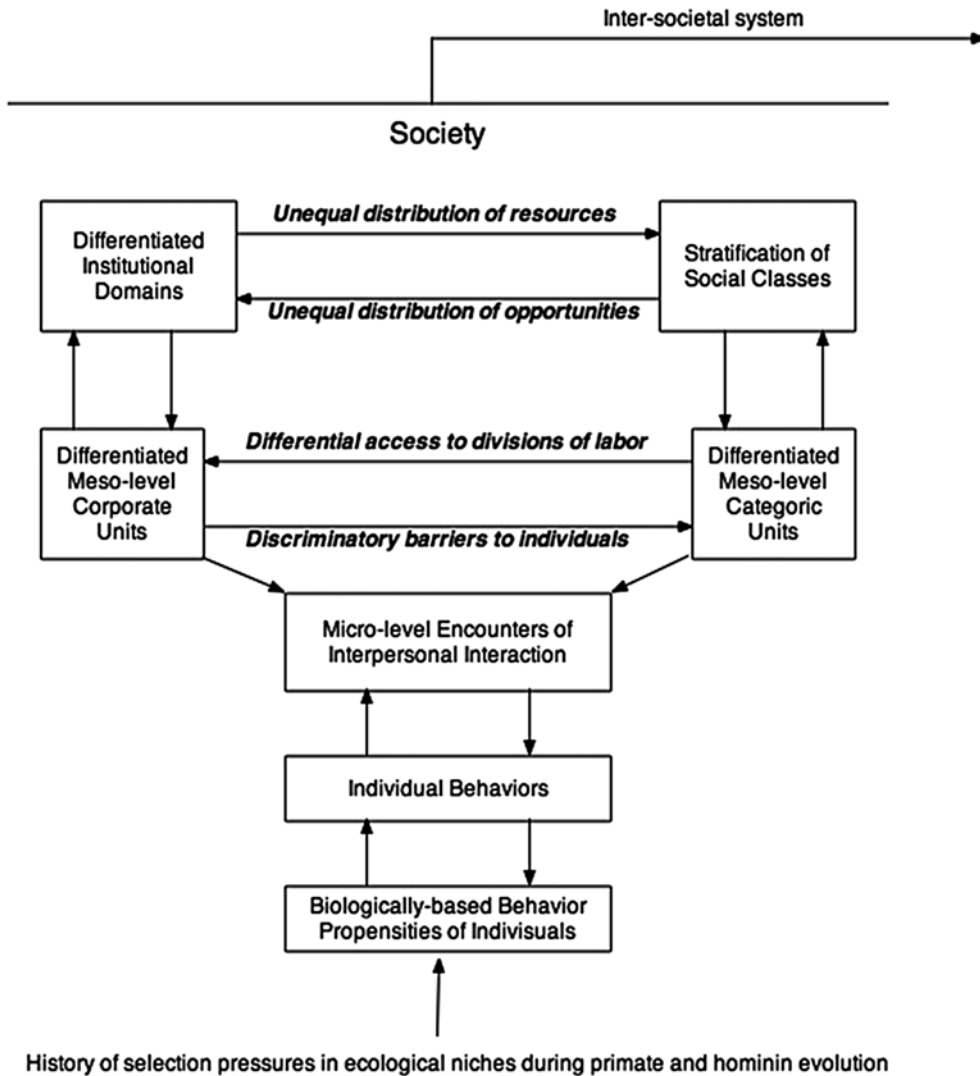 Inter-societal system
Society
Differentiated
Institutional
Domains
Unequal distribution of resources
Stratification of
Social Classes
Unequal distribution of opportunities
Differentiated
Meso-level
Corporate
Units
Differential access to divisions of labor
Differentiated
Meso-level
Categoric
Units
Discriminatory barriers to individuals
Micro-level Encounters of
Interpersonal Interaction
Individual Behaviors
Biologically-based Behavior
Propensities of Indivisuals
History of selection pressures in ecological niches during primate and hominin evolution